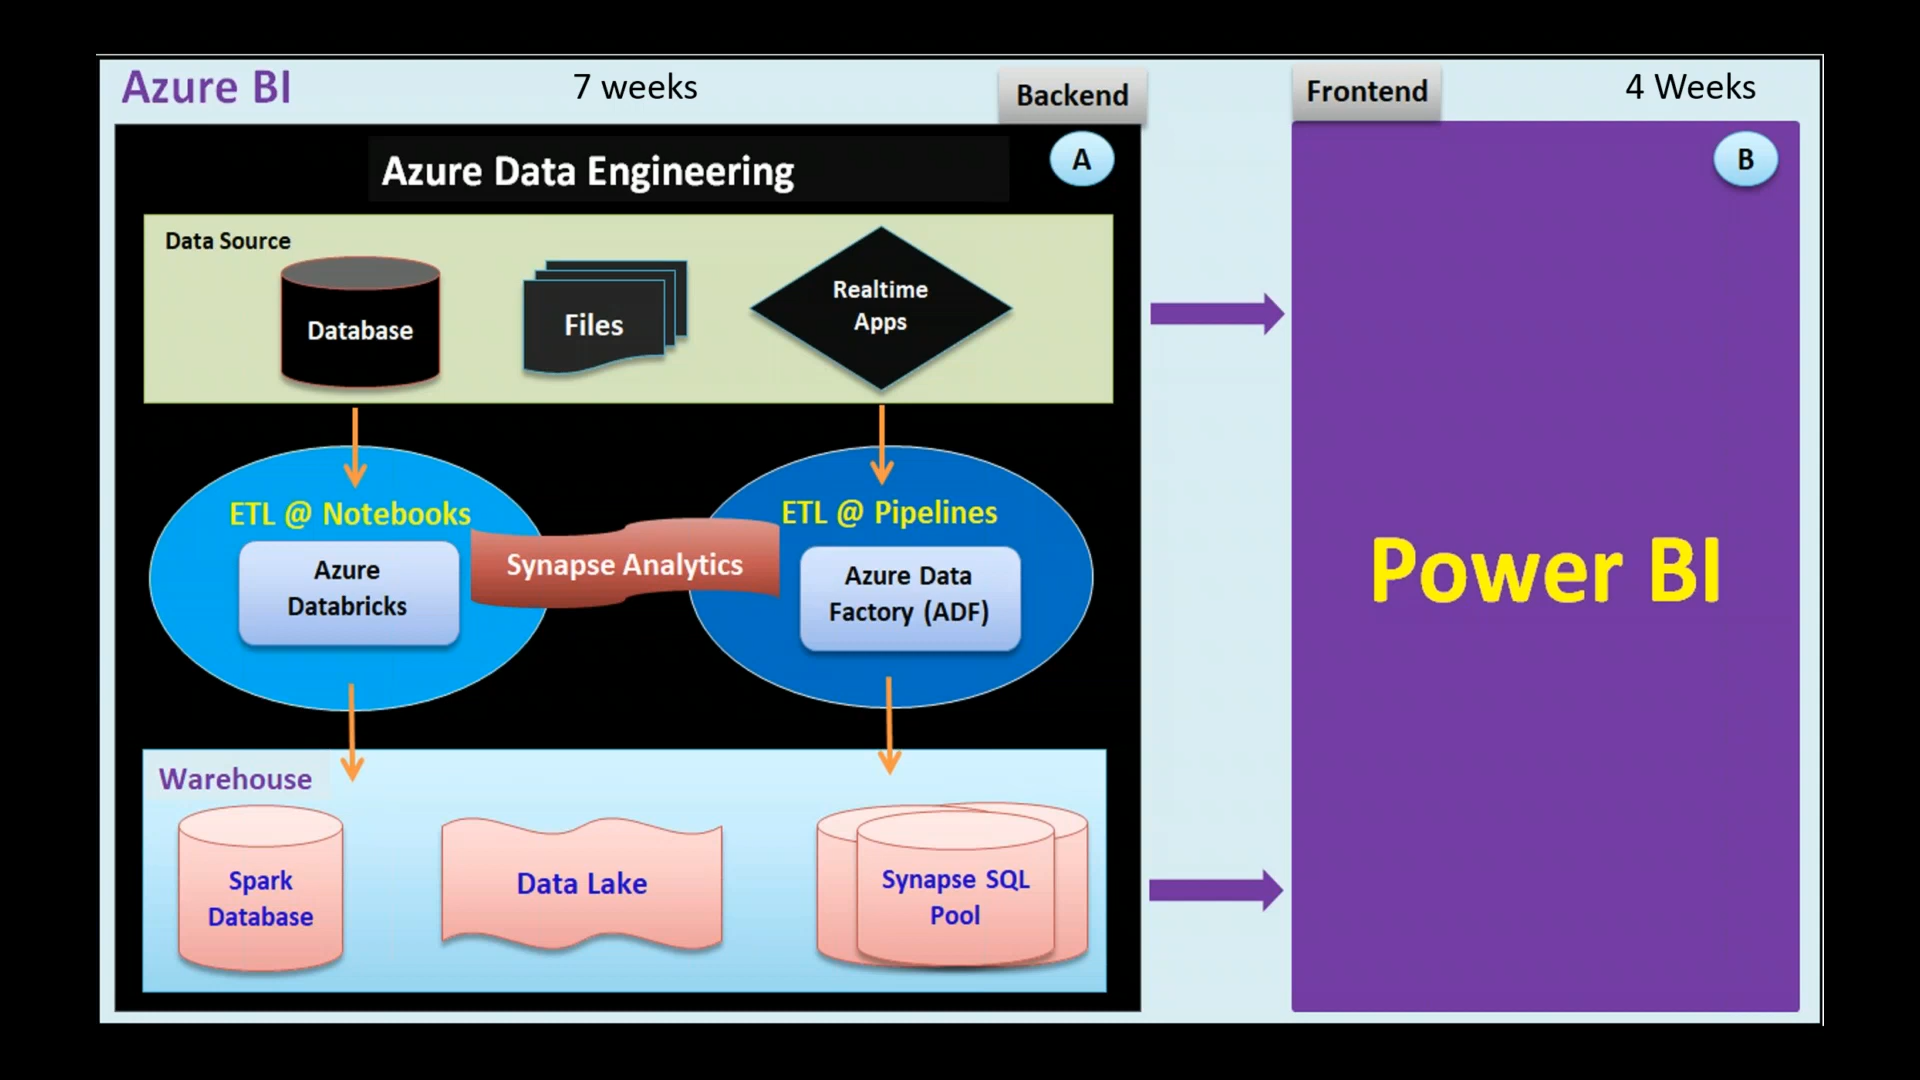 Azure BI
7 weeks
Backend
Frontend
4 Weeks
Azure Data Engineering
A
B
Data Source
Database
Files
Realtime
Apps
ETL @ Notebooks
Azure
Databricks
Synapse Analytics
ETL @ Pipelines
Azure Data
Factory (ADF)
Power BI
Warehouse
Spark
Database
Data Lake
Synapse SQL
Pool